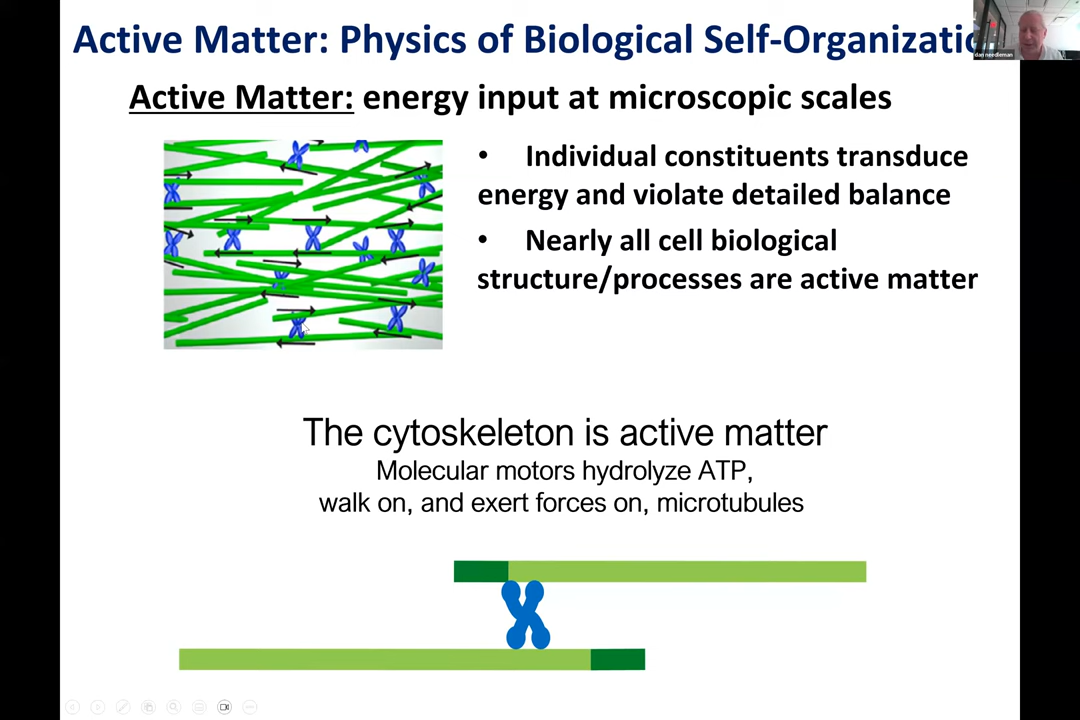 Active Matter: Physics of Biological Self-Organizatio
dan needleman
Active Matter: energy input at microscopic scales
• Individual constituents transduce
energy and violate detailed balance
• Nearly all cell biological
structure/processes are active matter
The cytoskeleton is active matter
Molecular motors hydrolyze ATP,
walk on, and exert forces on, microtubules